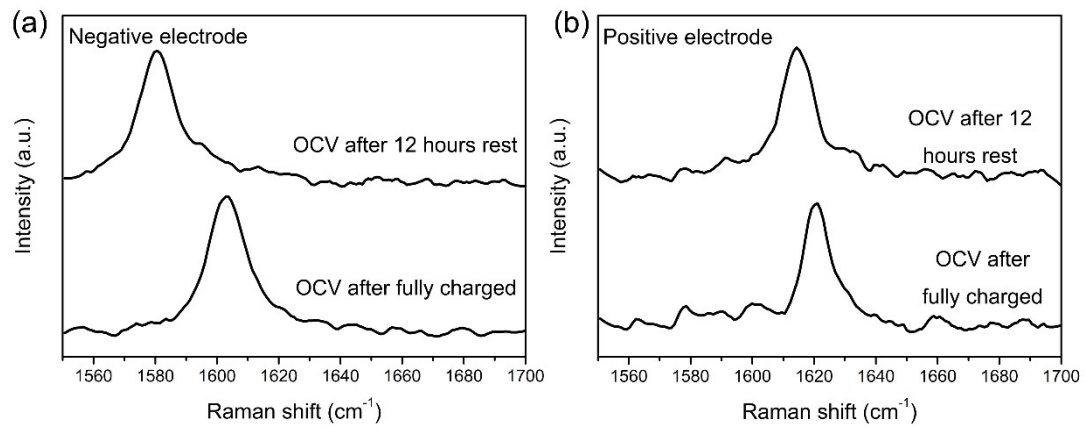 (a)
Negative electrode
OCV after 12 hours rest
OCV after fully charged
Intensity (a.u.)
1560 1580 1600 1620 1640 1660 1680 1700
Raman shift (cm⁻¹)
(b)
Positive electrode
OCV after 12
hours rest
OCV after
fully charged
Intensity (a.u.)
1560 1580 1600 1620 1640 1660 1680 1700
Raman shift (cm⁻¹)